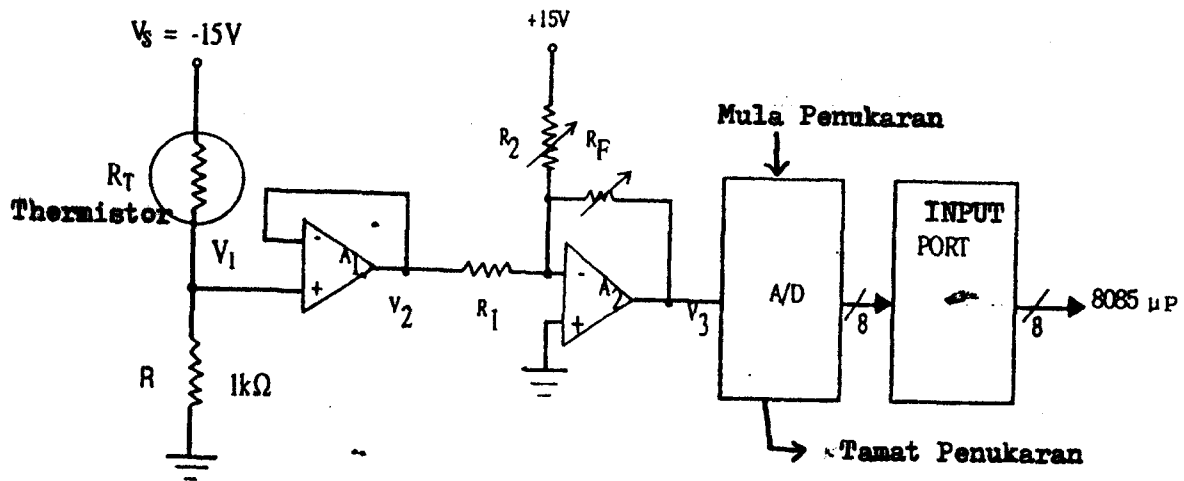 V_S = -15V
+15V
R_T
Thermistor
V_1
R
1kΩ
-
+
A_1
V_2
R_1
R_2
R_F
-
+
A_2
V_3
Mula Penukaran
A/D
8
INPUT
PORT
8
8085 μP
Tamat Penukaran